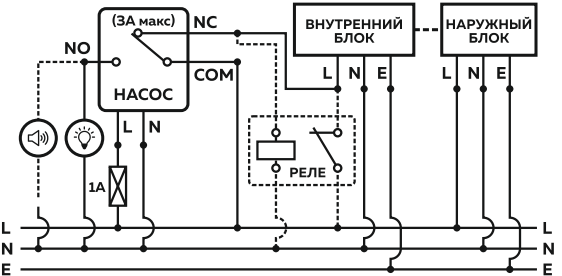 (3А макс)
NC
NO
COM
НАСОС
ВНУТРЕННИЙ
БЛОК
НАРУЖНЫЙ
БЛОК
L N E
L N E
L N
1А
РЕЛЕ
L L
N N
E E